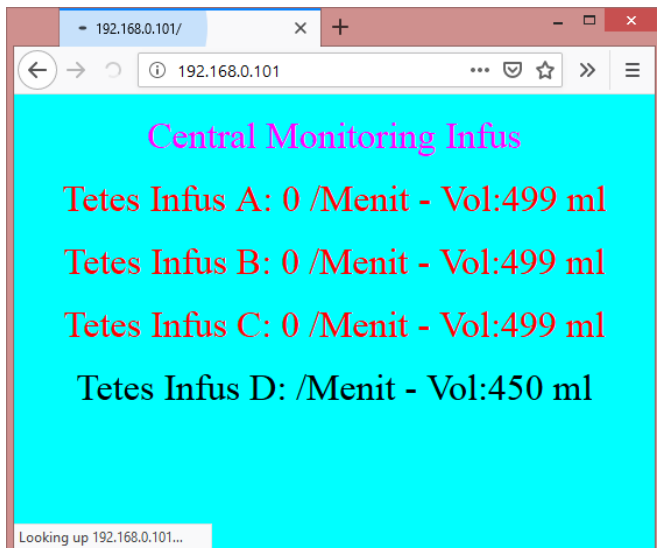 192.168.0.101/
192.168.0.101
Central Monitoring Infus
Tetes Infus A: 0 /Menit - Vol:499 ml
Tetes Infus B: 0 /Menit - Vol:499 ml
Tetes Infus C: 0 /Menit - Vol:499 ml
Tetes Infus D: /Menit - Vol:450 ml
Looking up 192.168.0.101...